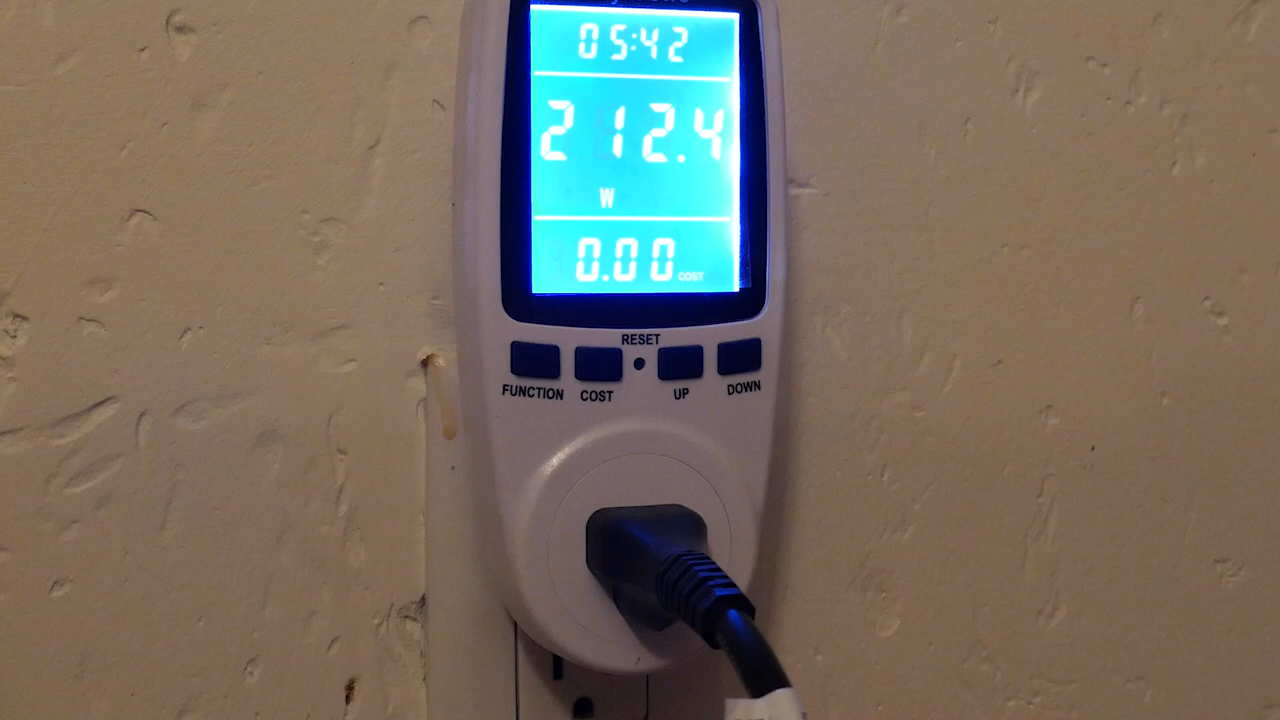 05:42
212.4
W
0.00 COST
RESET
FUNCTION COST UP DOWN